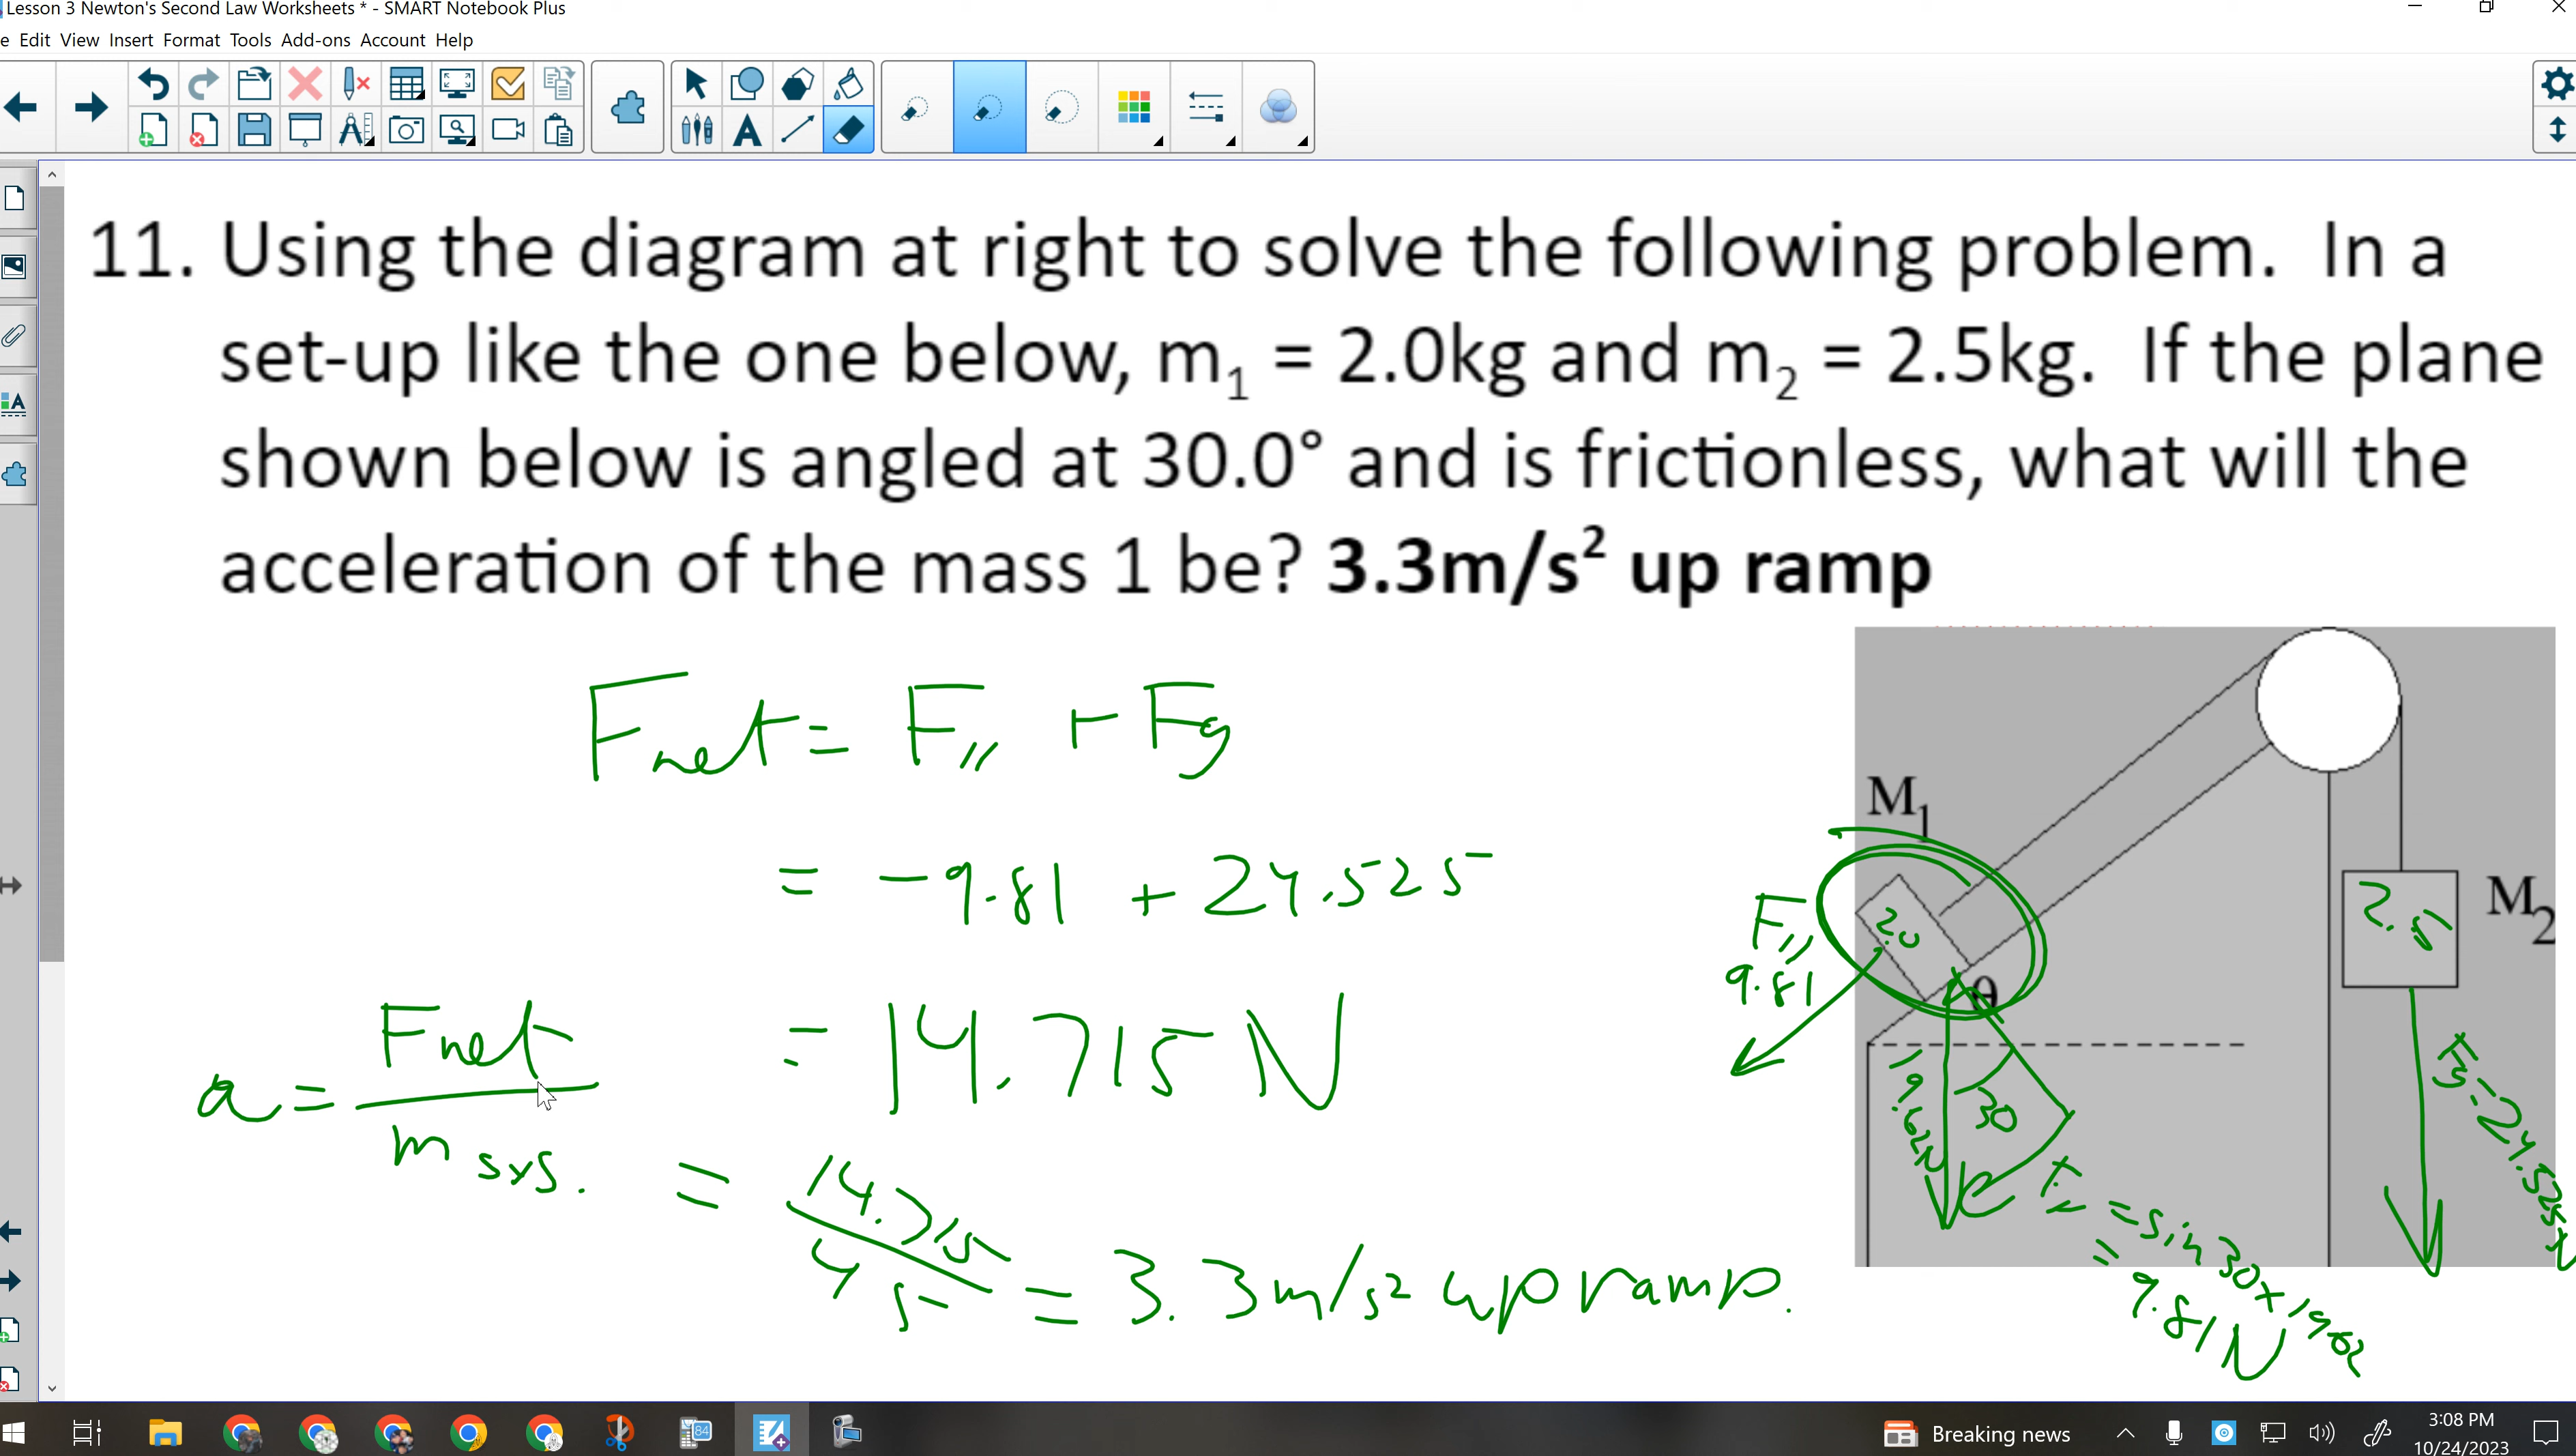 Lesson 3 Newton's Second Law Worksheets * - SMART Notebook Plus
e Edit View Insert Format Tools Add-ons Account Help
11. Using the diagram at right to solve the following problem. In a
set-up like the one below, m₁ = 2.0kg and m₂ = 2.5kg. If the plane
shown below is angled at 30.0° and is frictionless, what will the
acceleration of the mass 1 be? 3.3m/s² up ramp
Fnet = F// + Fg
= -9.81 + 24.525
= 14.715 N
a = Fnet / m sys. = 14.715 / 4.5 = 3.3 m/s² up ramp.
M₁
2.0
F//
9.81
θ
30
19.62N
= sin 30 x 19.62
= 9.81 N
2.5
M₂
Fg = 24.525N
84
Breaking news
3:08 PM
10/24/2023